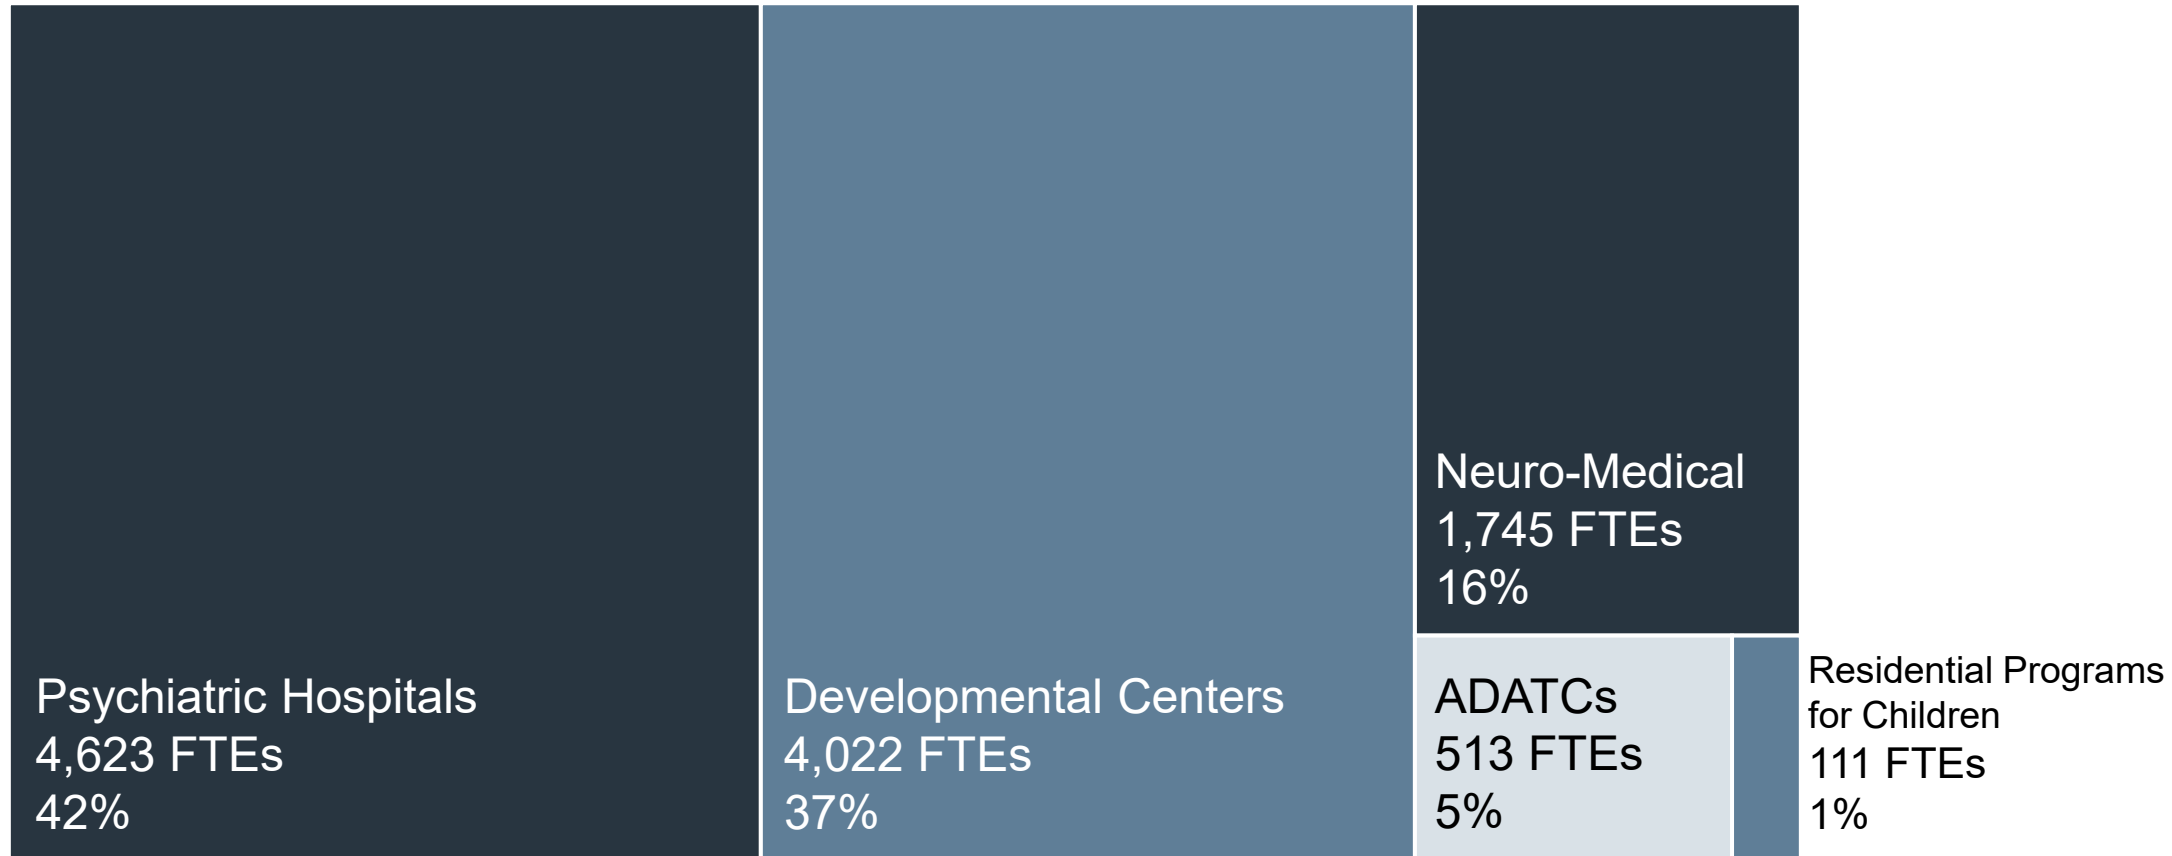 Psychiatric Hospitals
4,623 FTEs
42%
Developmental Centers
4,022 FTEs
37%
Neuro-Medical
1,745 FTEs
16%
ADATCs
513 FTEs
5%
Residential Programs
for Children
111 FTEs
1%